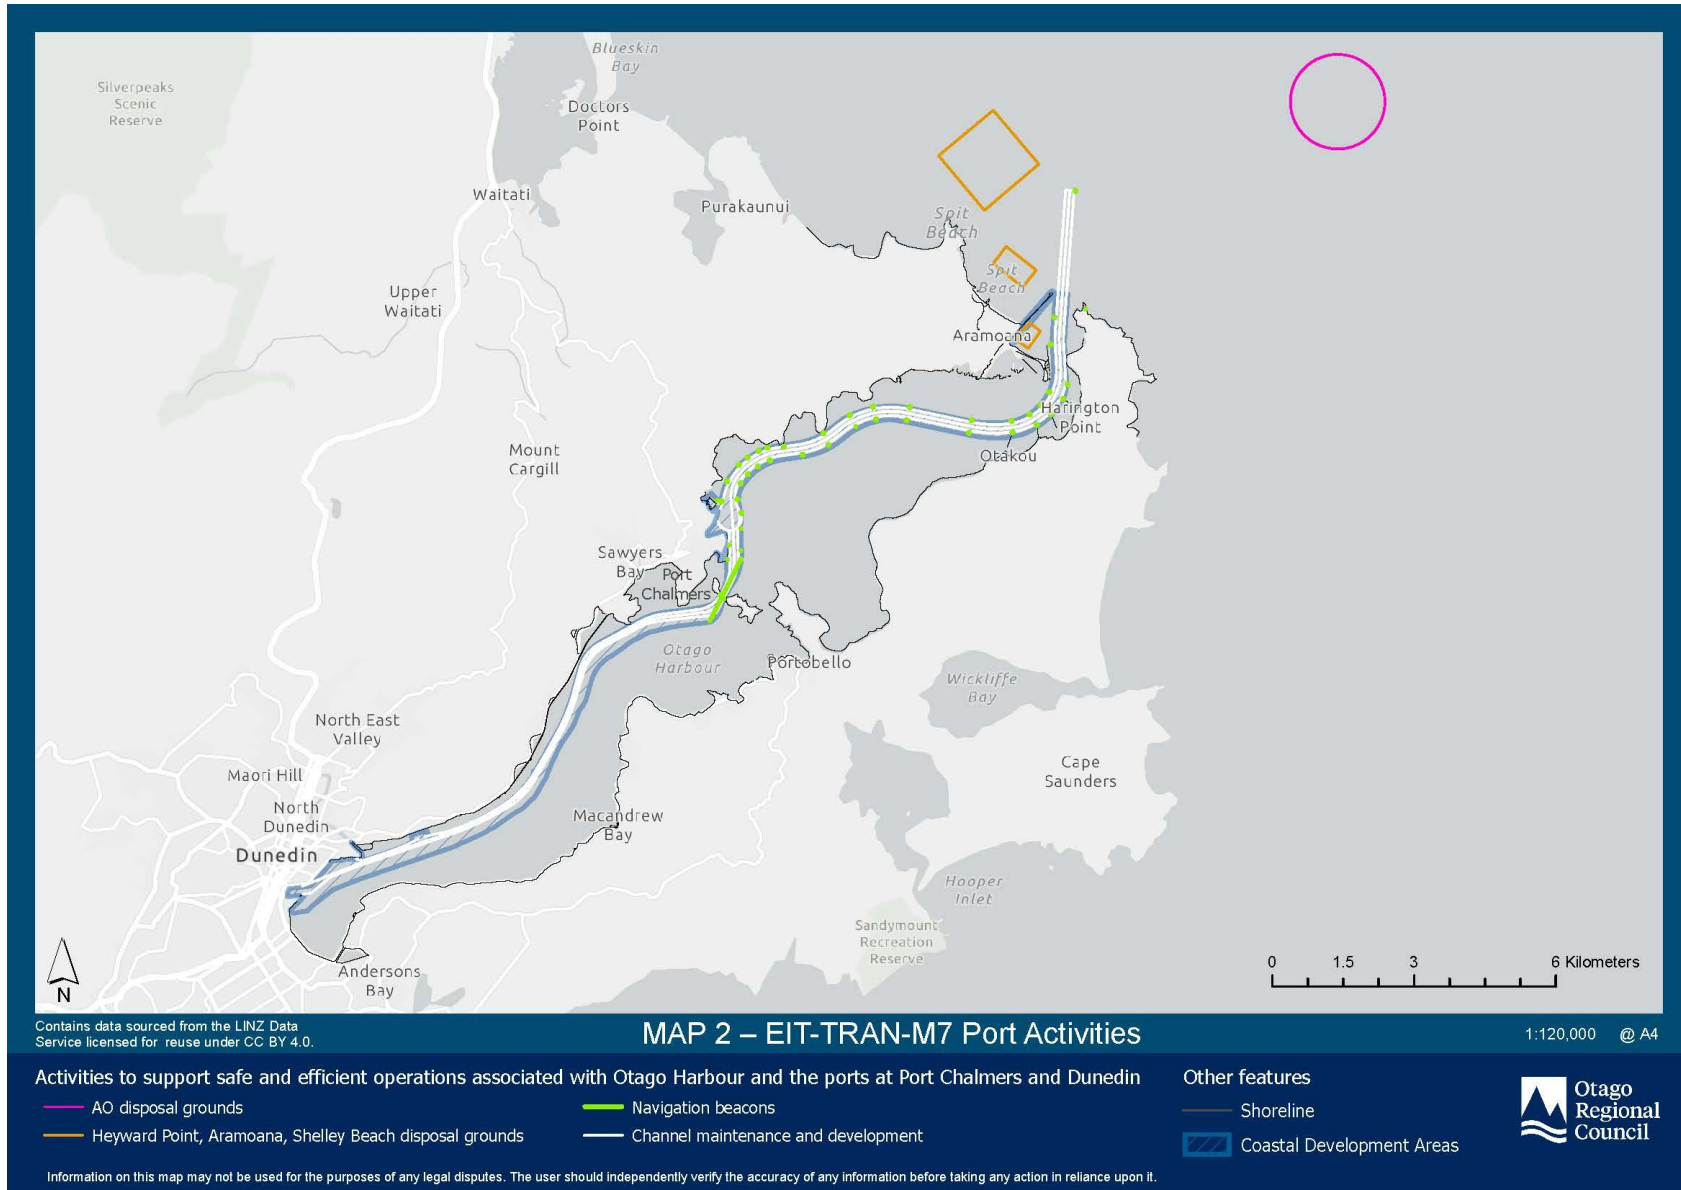 Blueskin
Bay
Silverpeaks
Scenic
Reserve
Doctors
Point
Waitati
Purakaunui
Spit
Beach
Spit
Beach
Upper
Waitati
Aramoana
Harington
Point
Otakou
Mount
Cargill
Sawyers
Bay
Port
Chalmers
Otago
Harbour
Portobello
Wickliffe
Bay
North East
Valley
Maori Hill
Cape
Saunders
North
Dunedin
Macandrew
Bay
Dunedin
Hooper
Inlet
Sandymount
Recreation
Reserve
Andersons
Bay
N
0 1.5 3 6 Kilometers
Contains data sourced from the LINZ Data
Service licensed for reuse under CC BY 4.0.
MAP 2 – EIT-TRAN-M7 Port Activities
1:120,000 @ A4
Activities to support safe and efficient operations associated with Otago Harbour and the ports at Port Chalmers and Dunedin
AO disposal grounds
Heyward Point, Aramoana, Shelley Beach disposal grounds
Navigation beacons
Channel maintenance and development
Other features
Shoreline
Coastal Development Areas
Otago
Regional
Council
Information on this map may not be used for the purposes of any legal disputes. The user should independently verify the accuracy of any information before taking any action in reliance upon it.